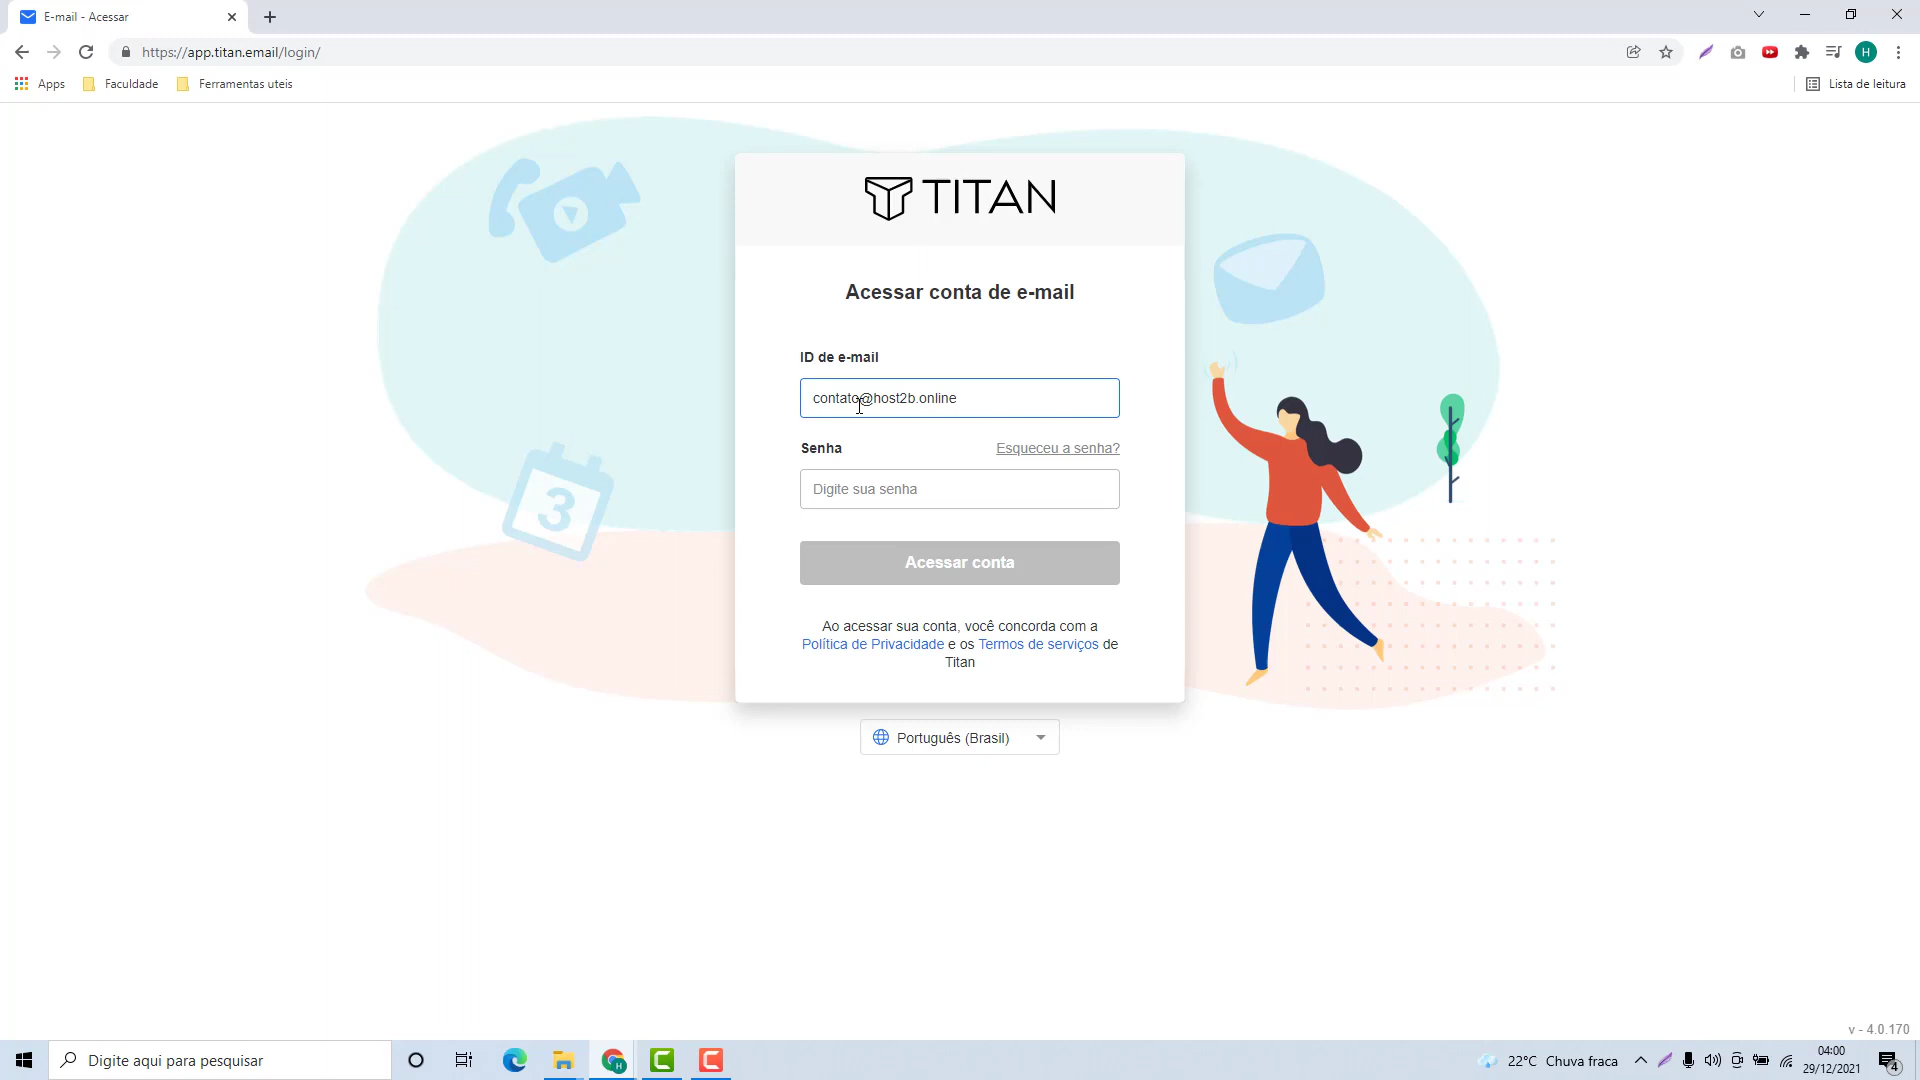 E-mail - Acessar
https://app.titan.email/login/
H
Apps
Faculdade
Ferramentas uteis
Lista de leitura
TITAN
Acessar conta de e-mail
ID de e-mail
contato@host2b.online
Senha
Esqueceu a senha?
Digite sua senha
Acessar conta
Ao acessar sua conta, você concorda com a
Política de Privacidade e os Termos de serviços de
Titan
3
Português (Brasil)
v - 4.0.170
Digite aqui para pesquisar
22°C Chuva fraca
04:00
29/12/2021
4